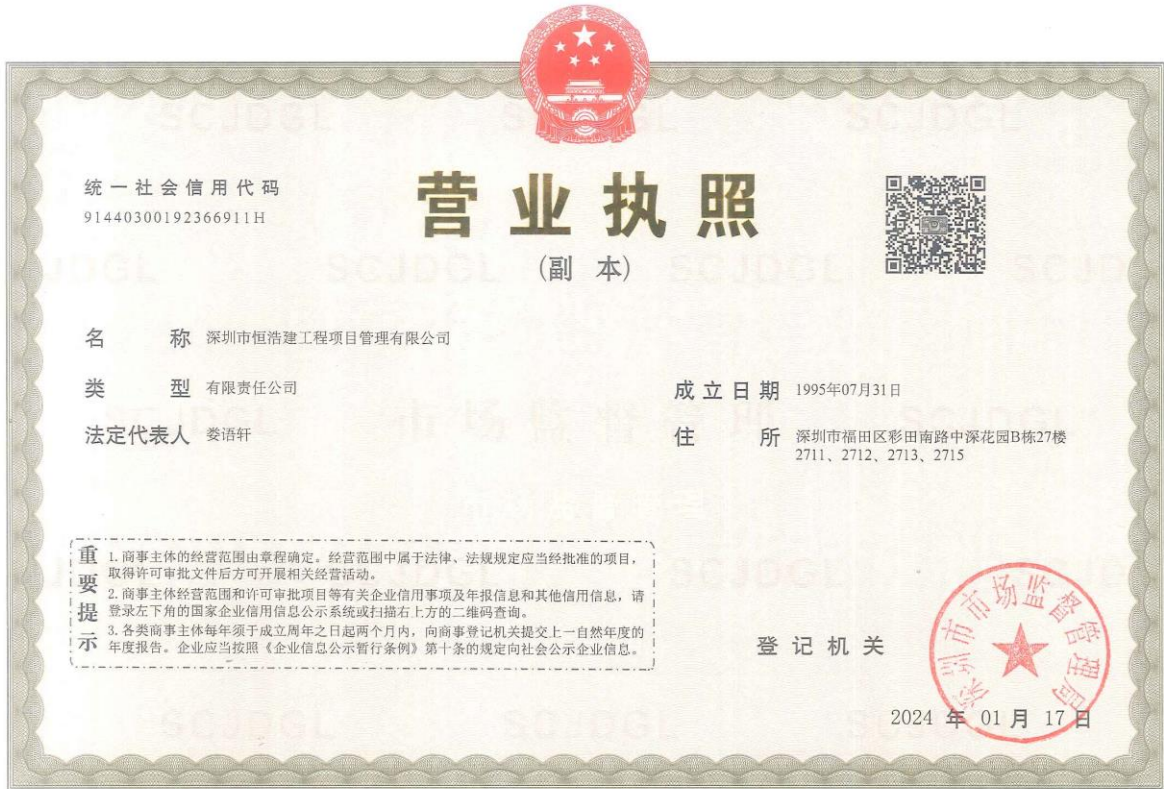 统一社会信用代码
91440300192366911H
营业执照
(副 本)
名 称 深圳市恒浩建工程项目管理有限公司
类 型 有限责任公司
成立日期 1995年07月31日
法定代表人 娄语轩
住 所 深圳市福田区彩田南路中深花园B栋27楼
2711、2712、2713、2715
重要提示
1. 商事主体的经营范围由章程确定。经营范围中属于法律、法规规定应当经批准的项目，
取得许可审批文件后方可开展相关经营活动。
2. 商事主体经营范围和许可审批项目等有关企业信用事项及年报信息和其他信用信息，请
登录左下角的国家企业信用信息公示系统或扫描右上方的二维码查询。
3. 各类商事主体每年须于成立周年之日起两个月内，向商事登记机关提交上一自然年度的
年度报告。企业应当按照《企业信息公示暂行条例》第十条的规定向社会公示企业信息。
登记机关
深圳市市场监督管理局
2024 年 01 月 17 日
SCJDGL